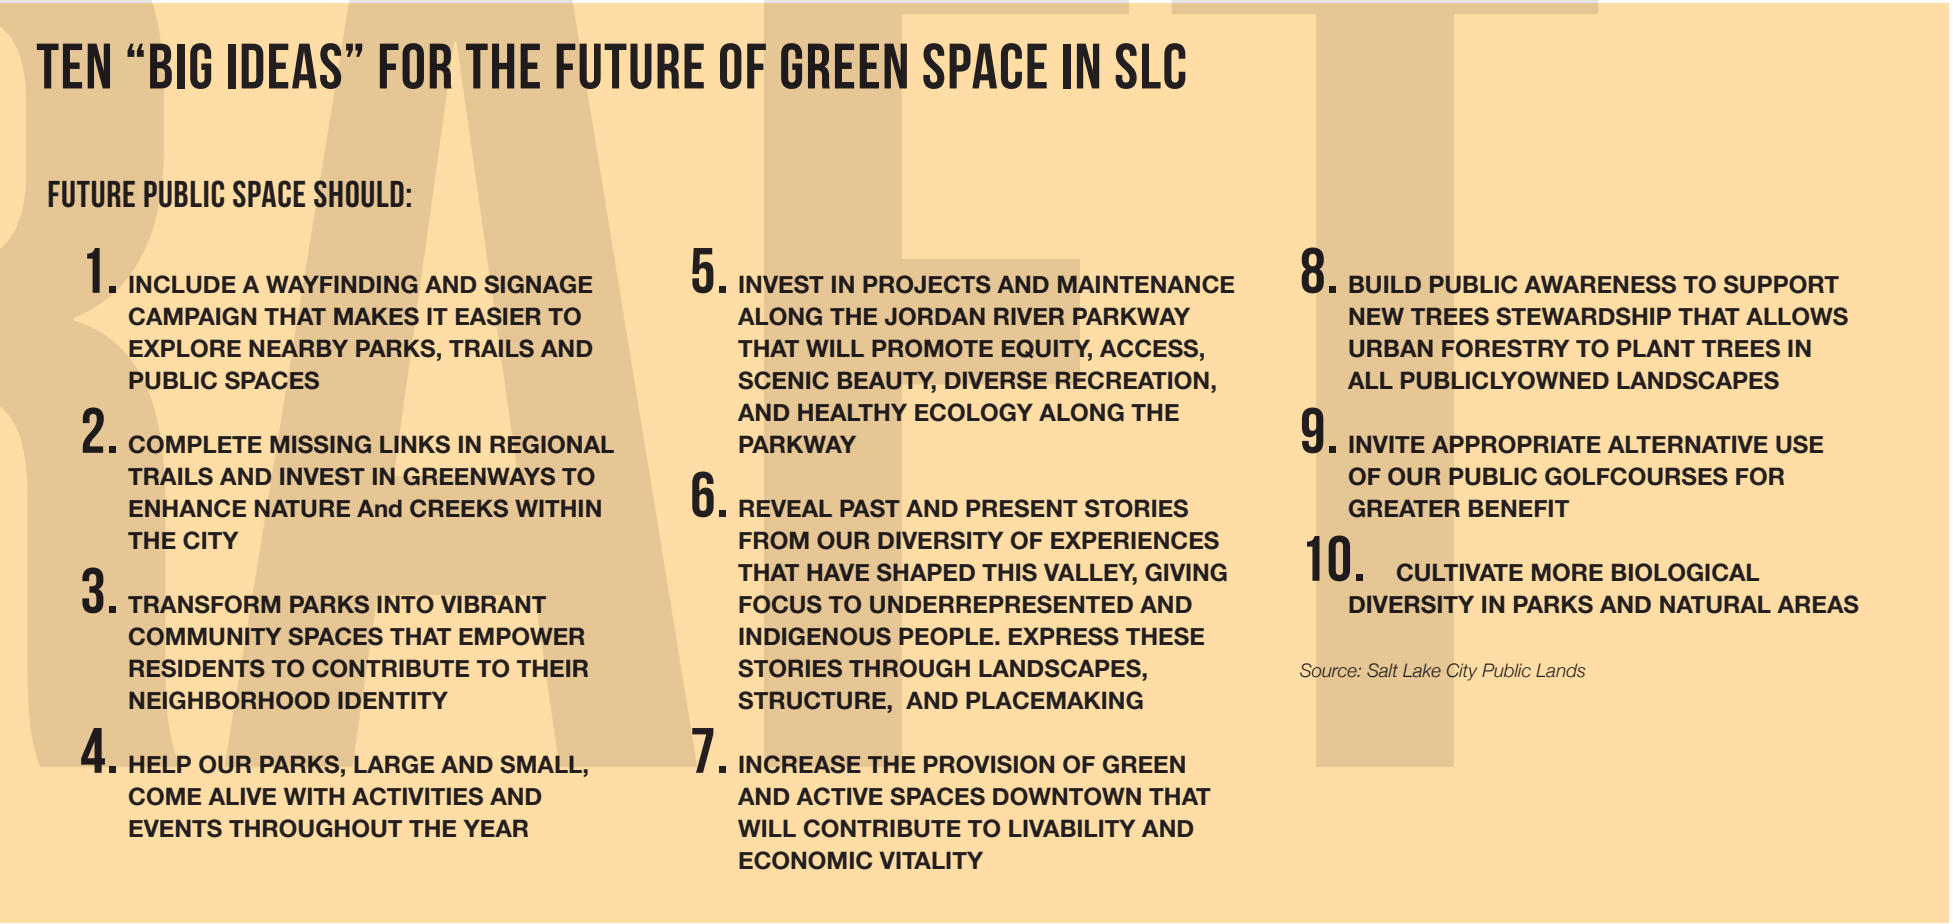 TEN “BIG IDEAS” FOR THE FUTURE OF GREEN SPACE IN SLC
FUTURE PUBLIC SPACE SHOULD:
1. INCLUDE A WAYFINDING AND SIGNAGE
CAMPAIGN THAT MAKES IT EASIER TO
EXPLORE NEARBY PARKS, TRAILS AND
PUBLIC SPACES
2. COMPLETE MISSING LINKS IN REGIONAL
TRAILS AND INVEST IN GREENWAYS TO
ENHANCE NATURE And CREEKS WITHIN
THE CITY
3. TRANSFORM PARKS INTO VIBRANT
COMMUNITY SPACES THAT EMPOWER
RESIDENTS TO CONTRIBUTE TO THEIR
NEIGHBORHOOD IDENTITY
4. HELP OUR PARKS, LARGE AND SMALL,
COME ALIVE WITH ACTIVITIES AND
EVENTS THROUGHOUT THE YEAR
5. INVEST IN PROJECTS AND MAINTENANCE
ALONG THE JORDAN RIVER PARKWAY
THAT WILL PROMOTE EQUITY, ACCESS,
SCENIC BEAUTY, DIVERSE RECREATION,
AND HEALTHY ECOLOGY ALONG THE
PARKWAY
6. REVEAL PAST AND PRESENT STORIES
FROM OUR DIVERSITY OF EXPERIENCES
THAT HAVE SHAPED THIS VALLEY, GIVING
FOCUS TO UNDERREPRESENTED AND
INDIGENOUS PEOPLE. EXPRESS THESE
STORIES THROUGH LANDSCAPES,
STRUCTURE,  AND PLACEMAKING
7. INCREASE THE PROVISION OF GREEN
AND ACTIVE SPACES DOWNTOWN THAT
WILL CONTRIBUTE TO LIVABILITY AND
ECONOMIC VITALITY
8. BUILD PUBLIC AWARENESS TO SUPPORT
NEW TREES STEWARDSHIP THAT ALLOWS
URBAN FORESTRY TO PLANT TREES IN
ALL PUBLICLYOWNED LANDSCAPES
9. INVITE APPROPRIATE ALTERNATIVE USE
OF OUR PUBLIC GOLFCOURSES FOR
GREATER BENEFIT
10. CULTIVATE MORE BIOLOGICAL
DIVERSITY IN PARKS AND NATURAL AREAS
Source: Salt Lake City Public Lands
RAFT